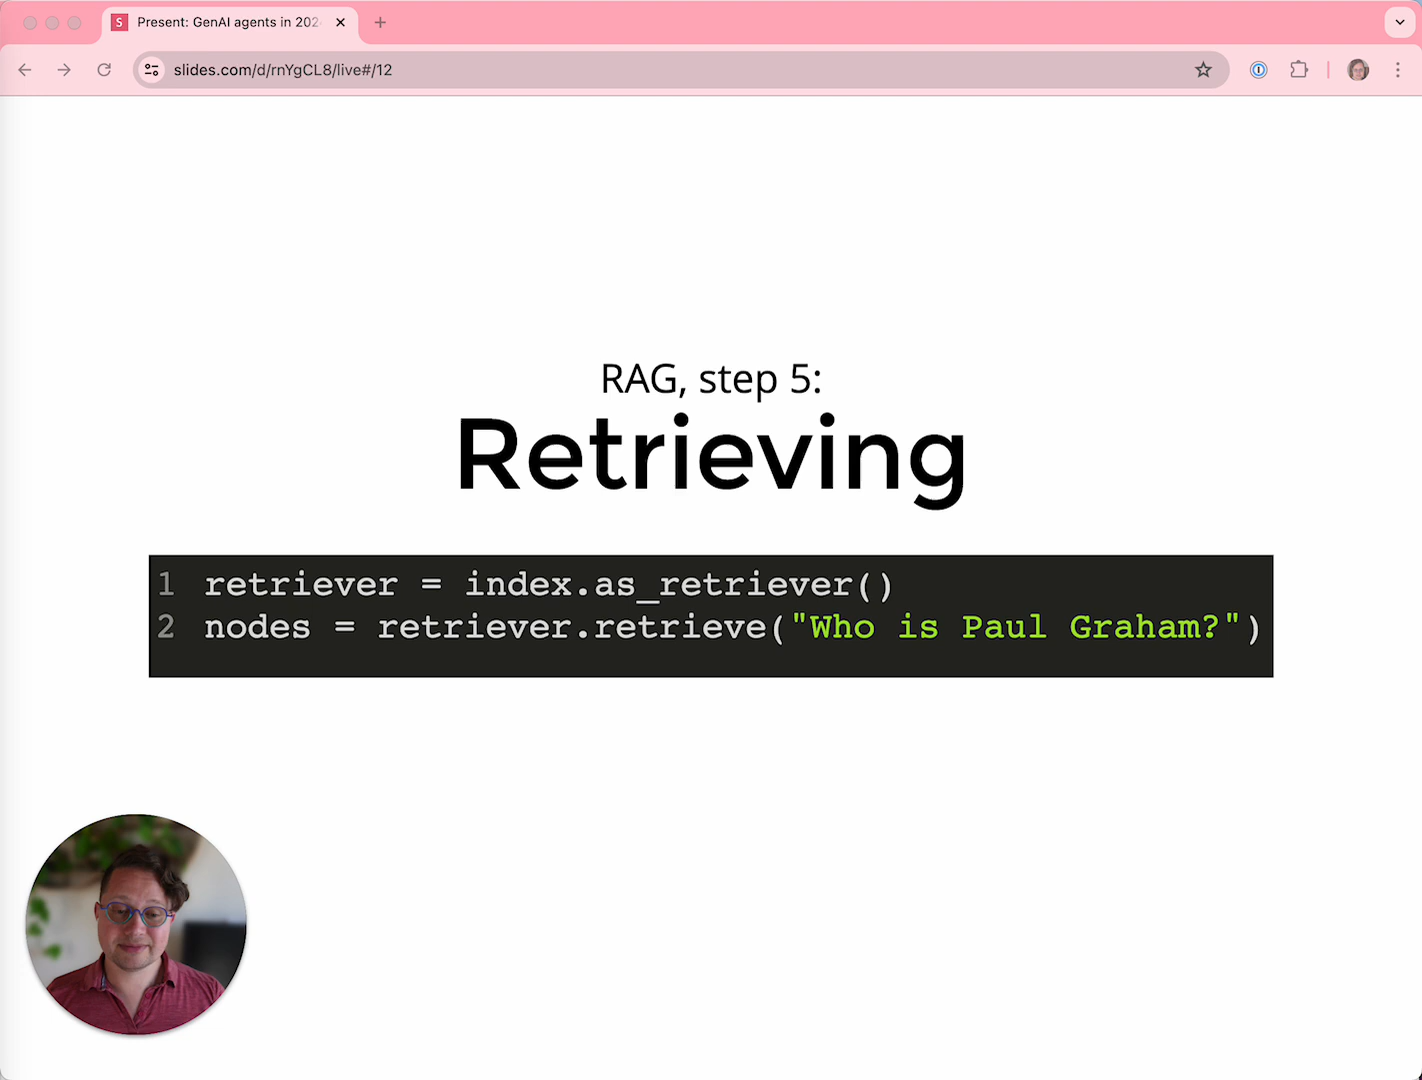 S Present: GenAI agents in 202
slides.com/d/rnYgCL8/live#/12
RAG, step 5:
Retrieving
1 retriever = index.as_retriever()
2 nodes = retriever.retrieve("Who is Paul Graham?")